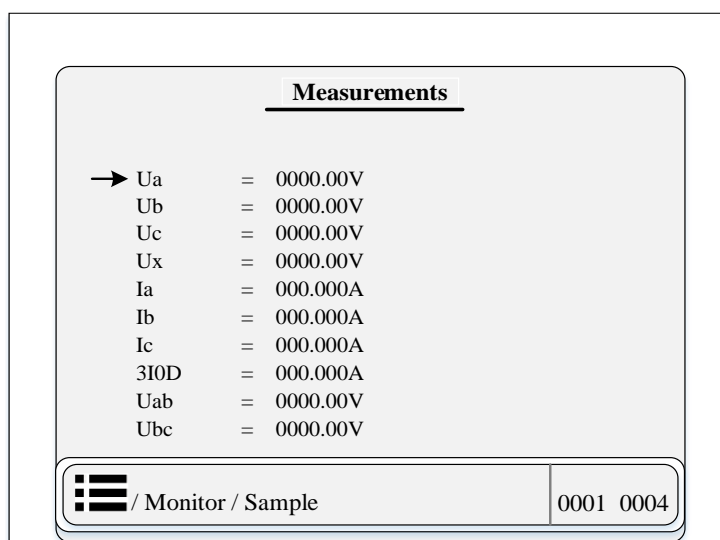 Measurements
Ua = 0000.00V
Ub = 0000.00V
Uc = 0000.00V
Ux = 0000.00V
Ia = 000.000A
Ib = 000.000A
Ic = 000.000A
3I0D = 000.000A
Uab = 0000.00V
Ubc = 0000.00V
/ Monitor / Sample 0001 0004